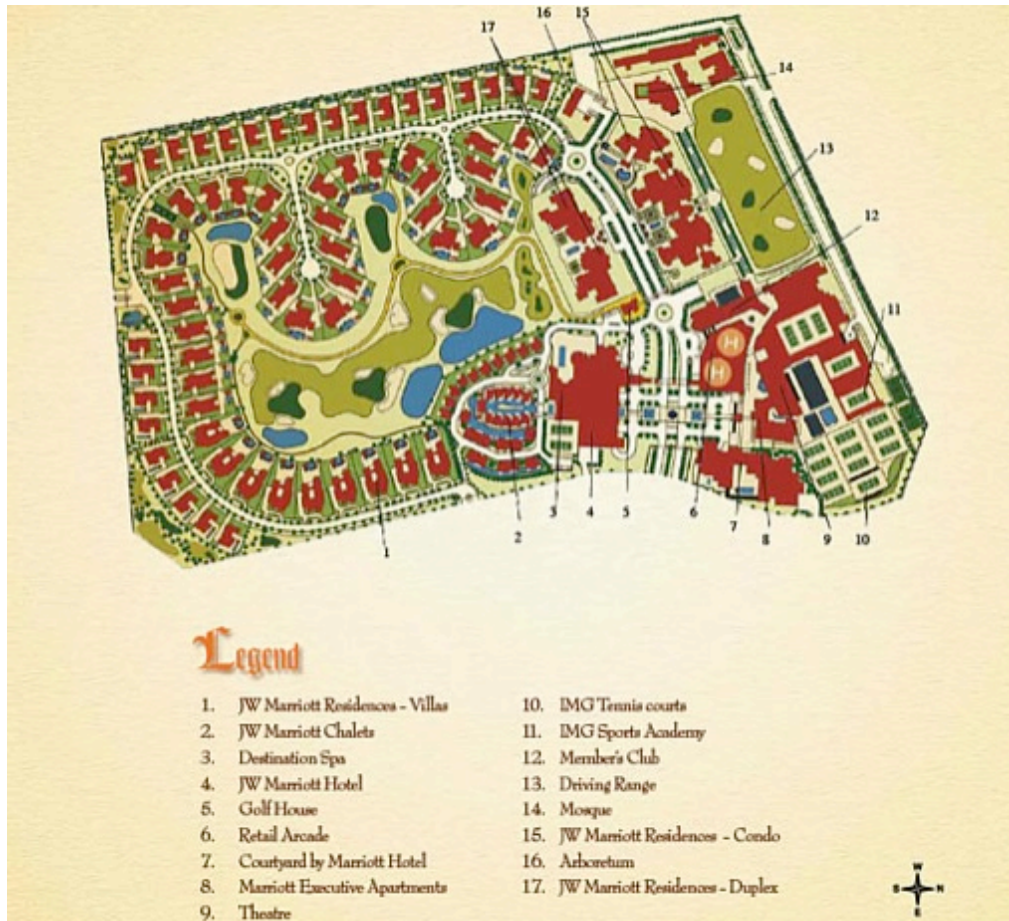 16
15
17
14
13
12
11
3
4
5
6
7
8
9
10
2
1
H
H
Legend
1. JW Marriott Residences - Villas
2. JW Marriott Chalets
3. Destination Spa
4. JW Marriott Hotel
5. Golf House
6. Retail Arcade
7. Courtyard by Marriott Hotel
8. Marriott Executive Apartments
9. Theatre
10. IMG Tennis courts
11. IMG Sports Academy
12. Member's Club
13. Driving Range
14. Mosque
15. JW Marriott Residences - Condo
16. Arboretum
17. JW Marriott Residences - Duplex
W
S N
E